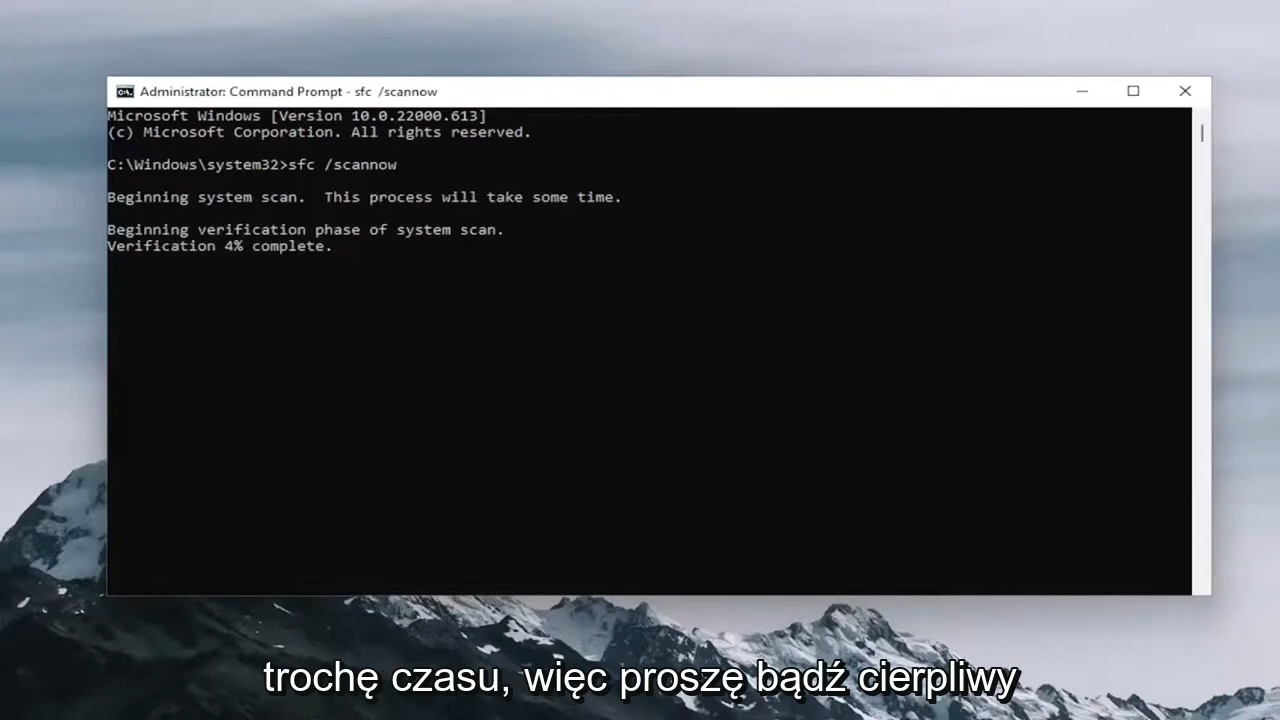 Administrator: Command Prompt - sfc  /scannow
Microsoft Windows [Version 10.0.22000.613]
(c) Microsoft Corporation. All rights reserved.
C:\Windows\system32>sfc /scannow
Beginning system scan.  This process will take some time.
Beginning verification phase of system scan.
Verification 4% complete.
trochę czasu, więc proszę bądź cierpliwy